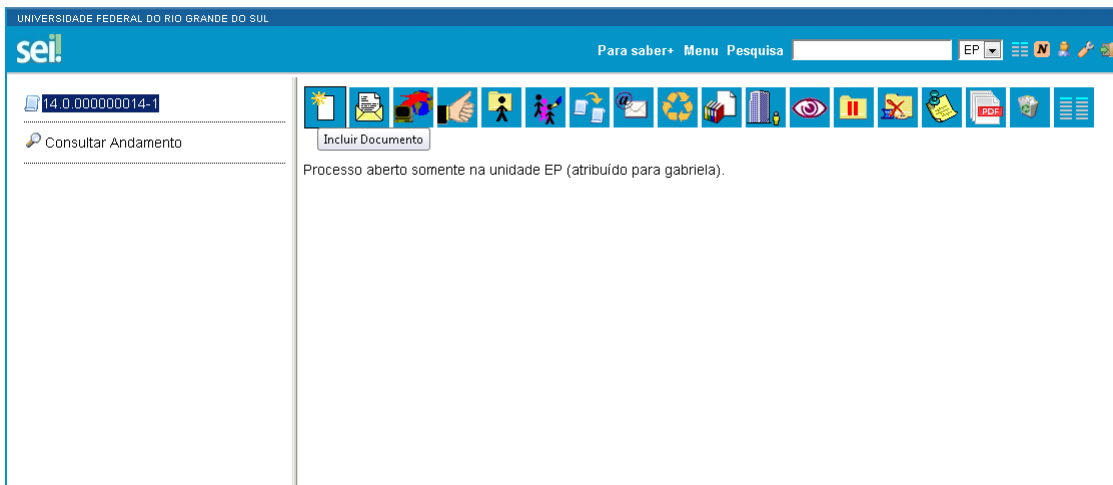 UNIVERSIDADE FEDERAL DO RIO GRANDE DO SUL
sei!
Para saber+ Menu Pesquisa EP N
14.0.000000014-1
Consultar Andamento
Incluir Documento
PDF
Processo aberto somente na unidade EP (atribuído para gabriela).